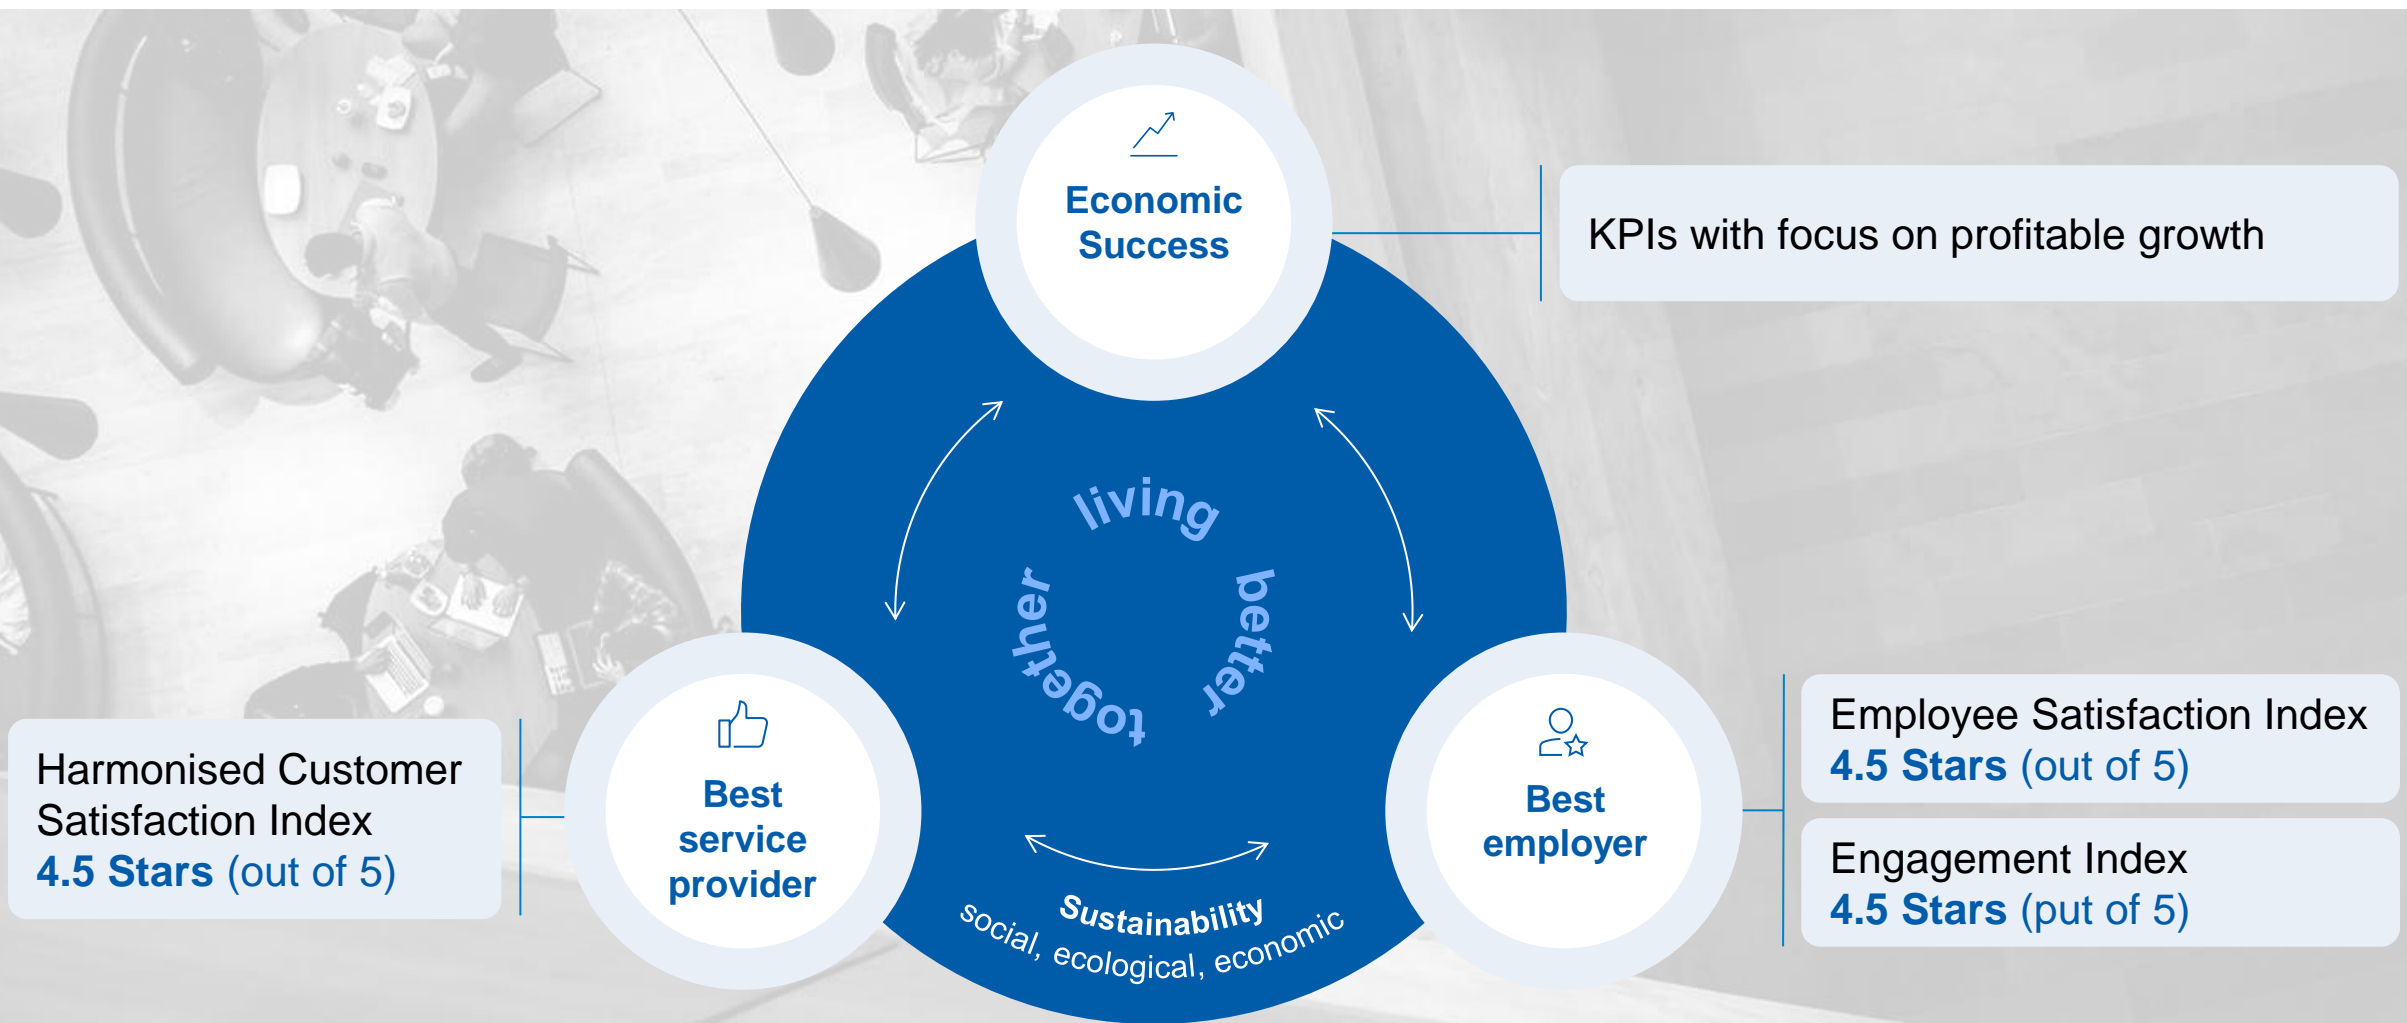 Economic
Success
KPIs with focus on profitable growth
living
better
together
Harmonised Customer
Satisfaction Index
4.5 Stars (out of 5)
Best
service
provider
Best
employer
Employee Satisfaction Index
4.5 Stars (out of 5)
Engagement Index
4.5 Stars (put of 5)
Sustainability
social, ecological, economic